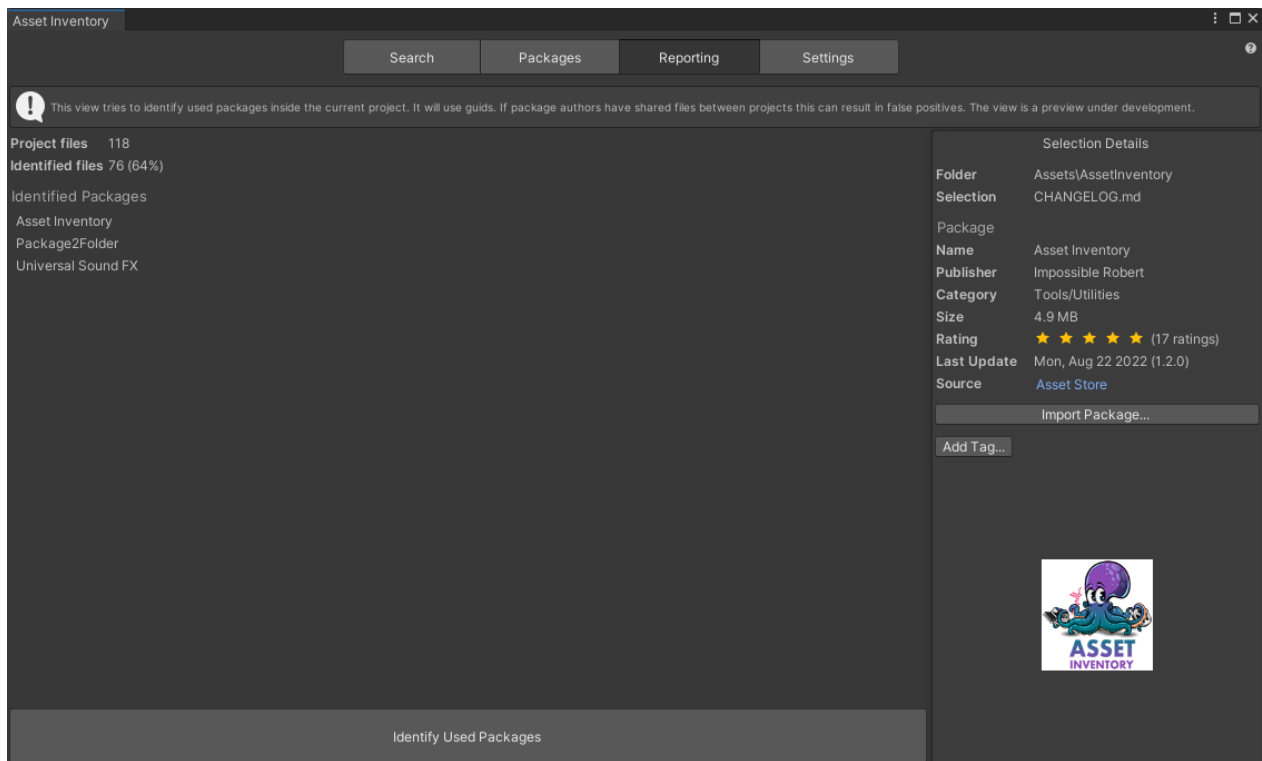 Asset Inventory
Search Packages Reporting Settings
This view tries to identify used packages inside the current project. It will use guids. If package authors have shared files between projects this can result in false positives. The view is a preview under development.
Project files 118
Identified files 76 (64%)
Identified Packages
Asset Inventory
Package2Folder
Universal Sound FX
Identify Used Packages
Selection Details
Folder Assets\AssetInventory
Selection CHANGELOG.md
Package
Name Asset Inventory
Publisher Impossible Robert
Category Tools/Utilities
Size 4.9 MB
Rating (17 ratings)
Last Update Mon, Aug 22 2022 (1.2.0)
Source Asset Store
Import Package...
Add Tag...
ASSET
INVENTORY